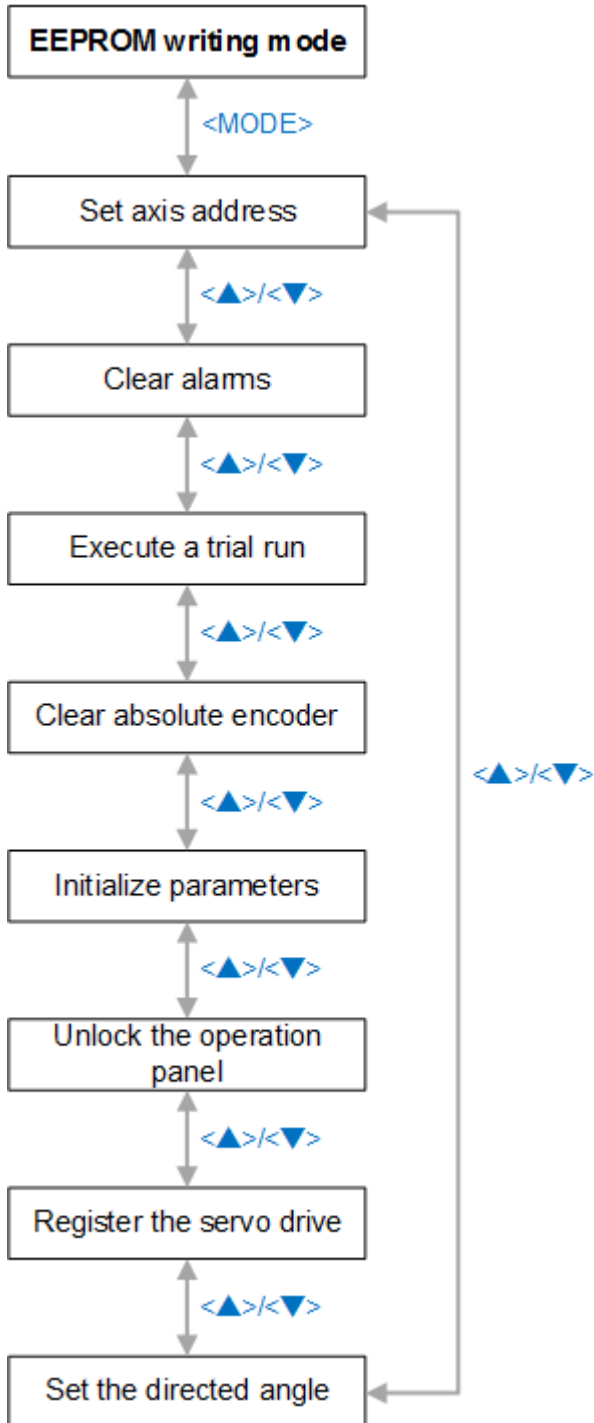 EEPROM writing mode
<MODE>
Set axis address
<▲>/<▼>
Clear alarms
<▲>/<▼>
Execute a trial run
<▲>/<▼>
Clear absolute encoder
<▲>/<▼>
<▲>/<▼>
Initialize parameters
<▲>/<▼>
Unlock the operation
panel
<▲>/<▼>
Register the servo drive
<▲>/<▼>
Set the directed angle